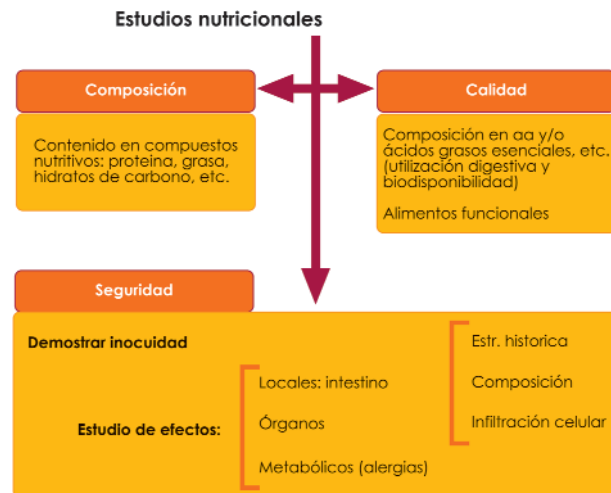 Estudios nutricionales
Composición
Contenido en compuestos
nutritivos: proteina, grasa,
hidratos de carbono, etc.
Calidad
Composición en aa y/o
ácidos grasos esenciales, etc.
(utilización digestiva y
biodisponibilidad)
Alimentos funcionales
Seguridad
Demostrar inocuidad
Estudio de efectos:
Locales: intestino
Órganos
Metabólicos (alergias)
Estr. historica
Composición
Infiltración celular